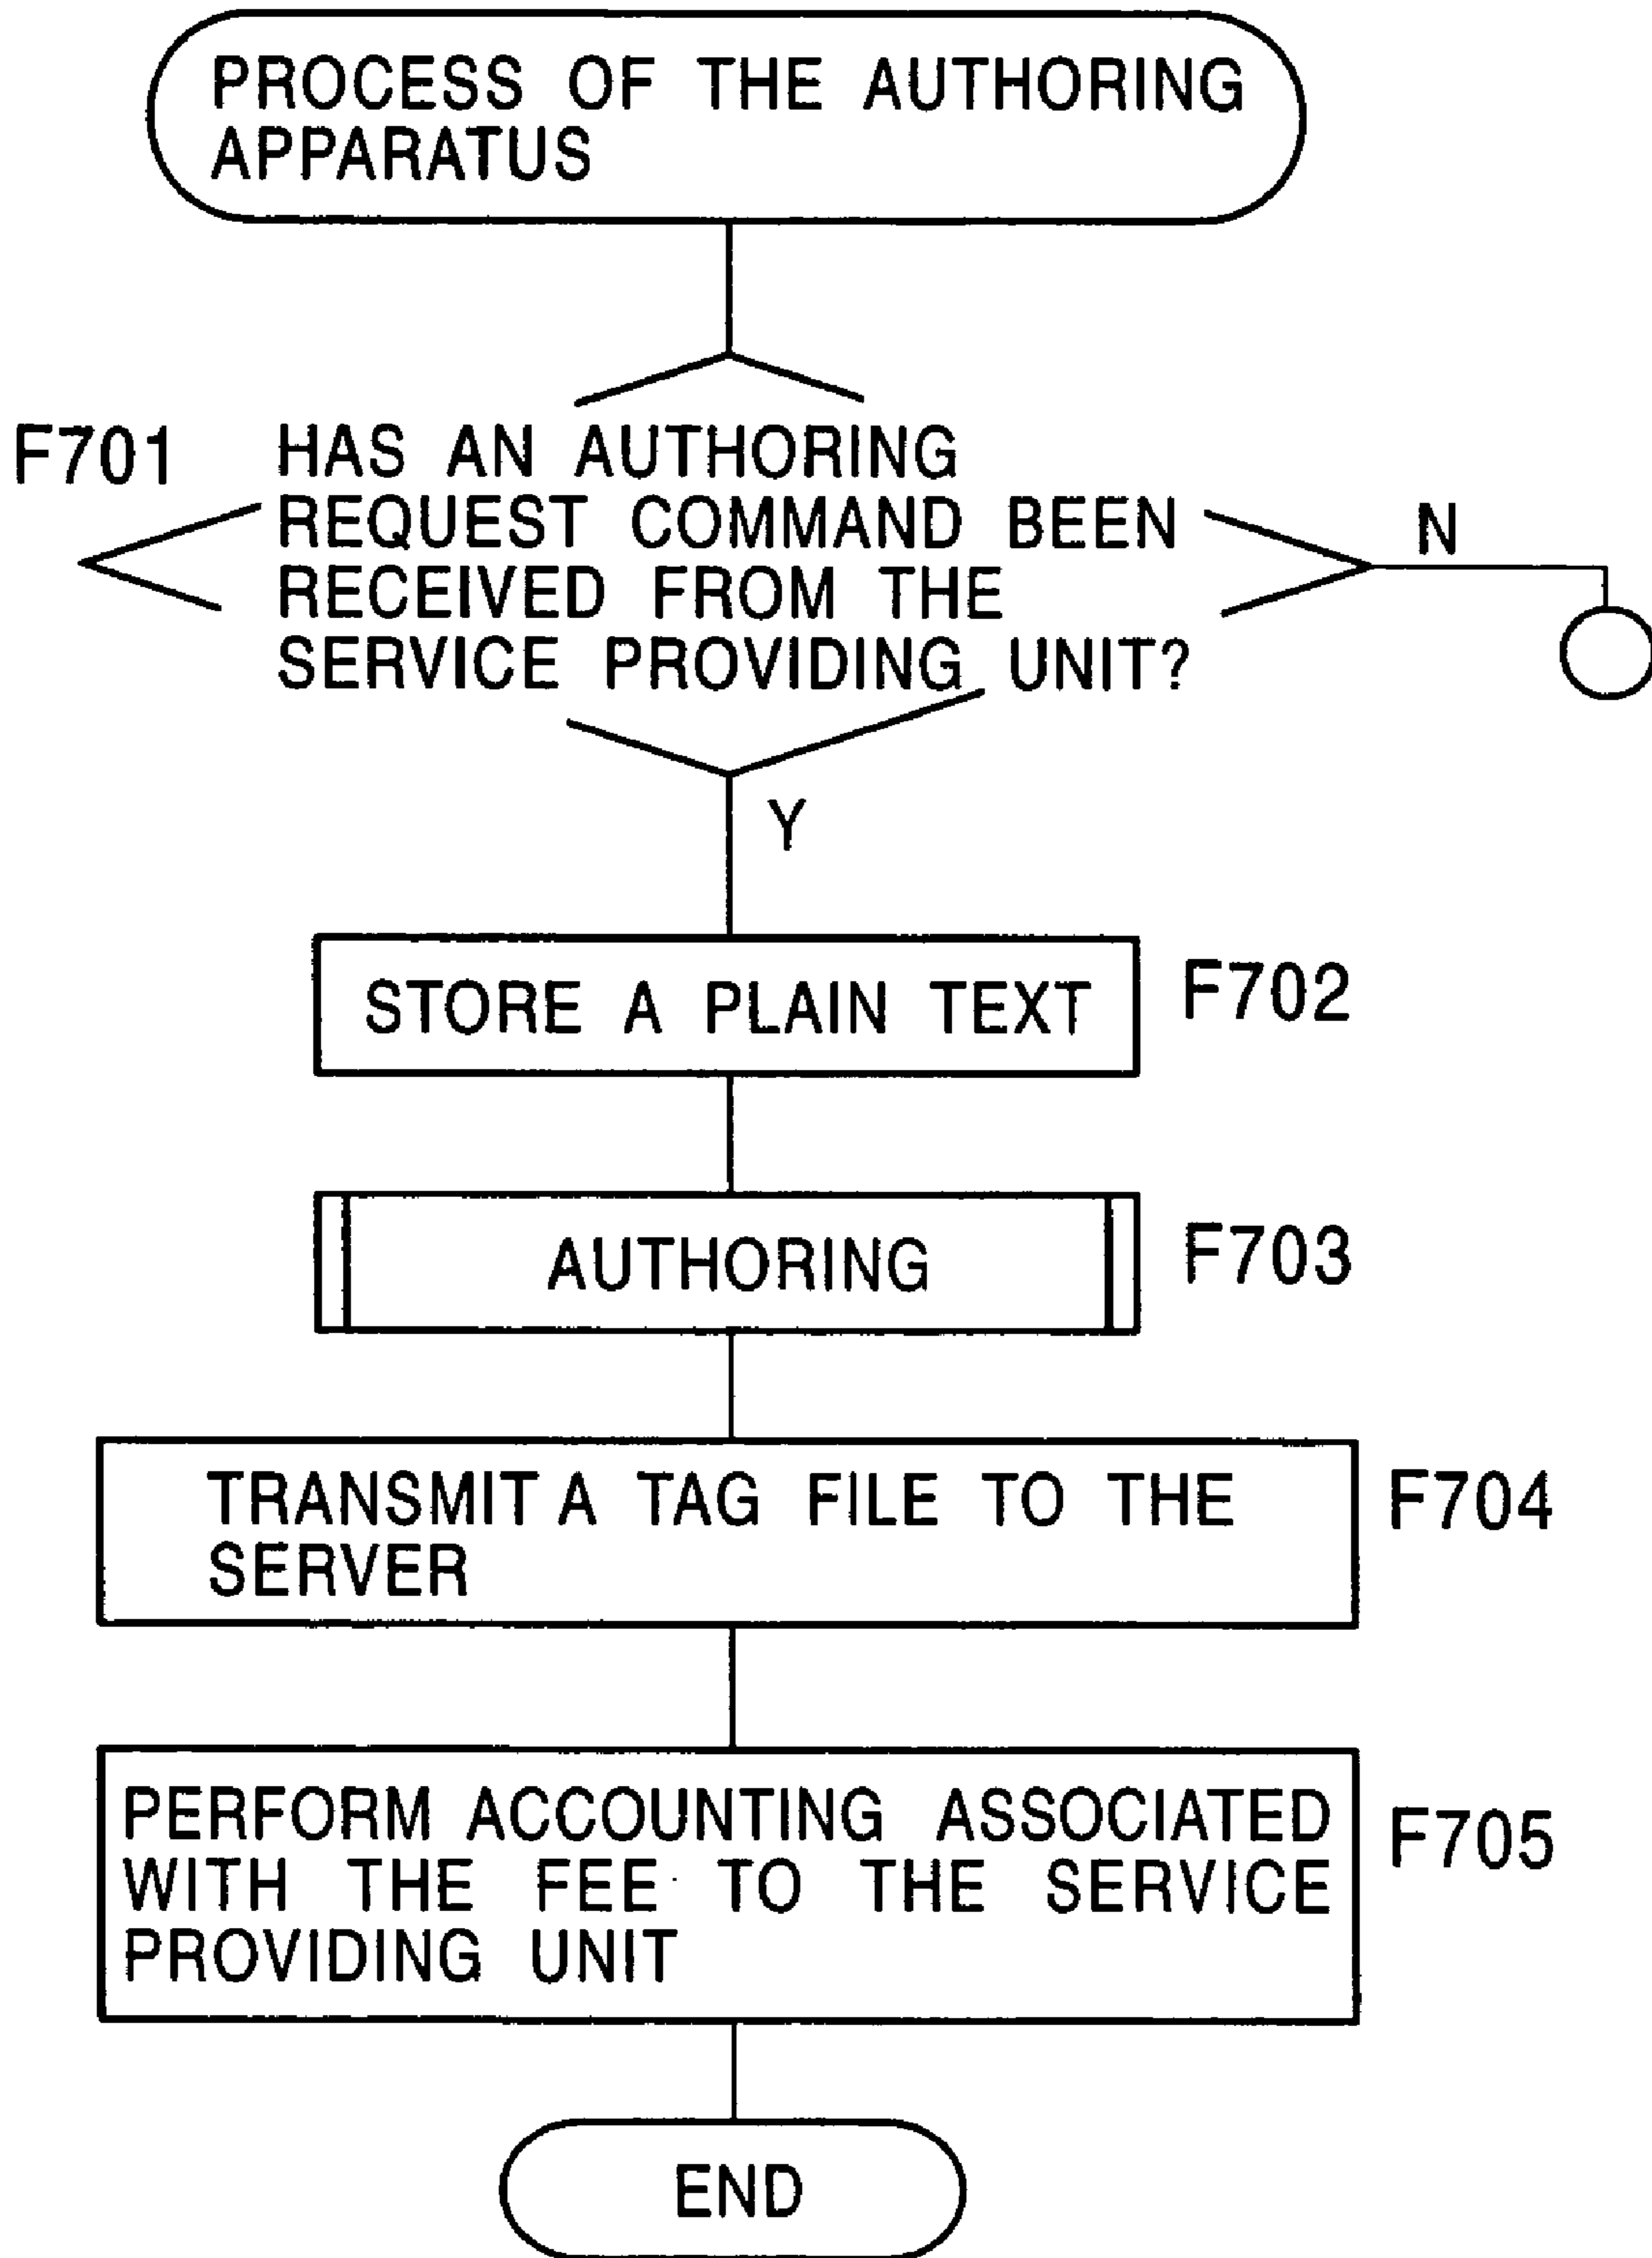 PROCESS OF THE AUTHORING
APPARATUS
F701
HAS AN AUTHORING
REQUEST COMMAND BEEN
RECEIVED FROM THE
SERVICE PROVIDING UNIT?
N
Y
STORE A PLAIN TEXT
F702
AUTHORING
F703
TRANSMIT A TAG FILE TO THE
SERVER
F704
PERFORM ACCOUNTING ASSOCIATED
WITH THE FEE TO THE SERVICE
PROVIDING UNIT
F705
END